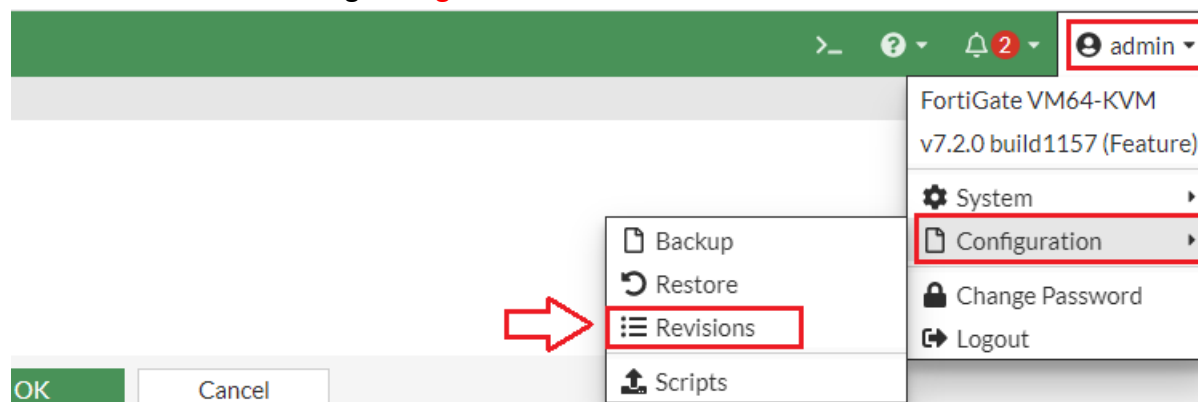 >_ ? 2 admin
FortiGate VM64-KVM
v7.2.0 build1157 (Feature)
System
Configuration
Change Password
Logout
Backup
Restore
Revisions
Scripts
OK Cancel